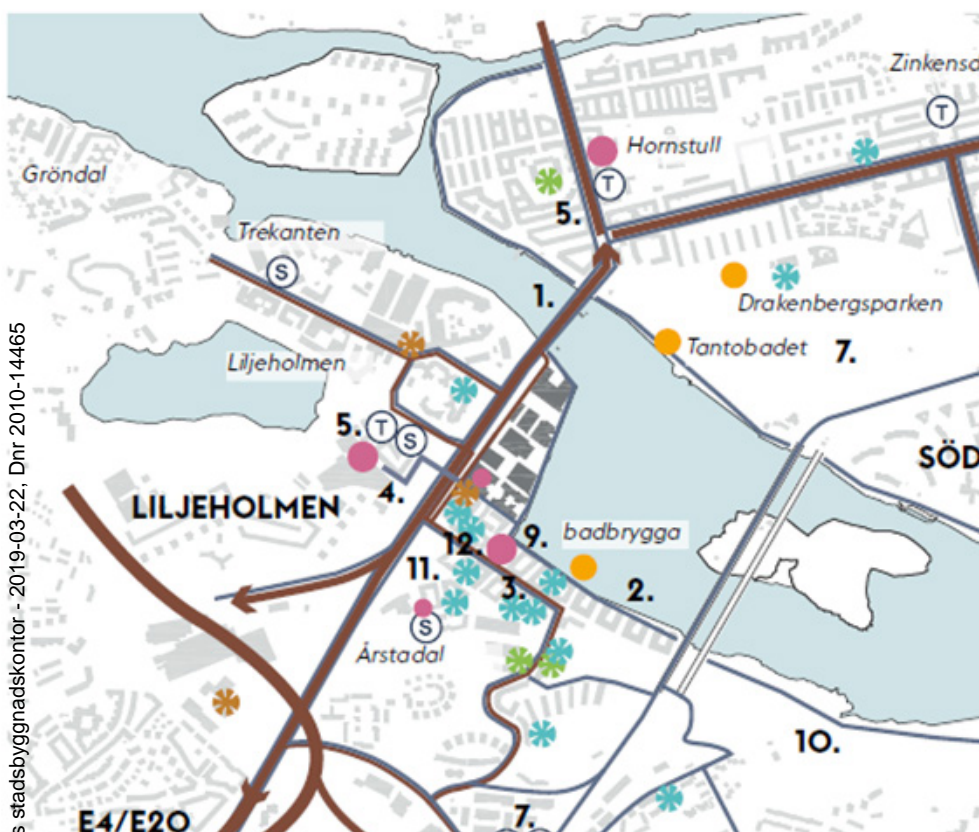 Zinkensd
T
Hornstull
T
Gröndal
5.
Trekanten
S
1.
Drakenbergsparken
Liljeholmen
Tantobadet
7.
5.
T
S
SÖD
4.
LILJEHOLMEN
9.
badbrygga
12.
11.
3.
2.
S
Årstadal
10.
E4/E20
7.
s stadsbyggnadskontor - 2019-03-22, Dnr 2010-14465